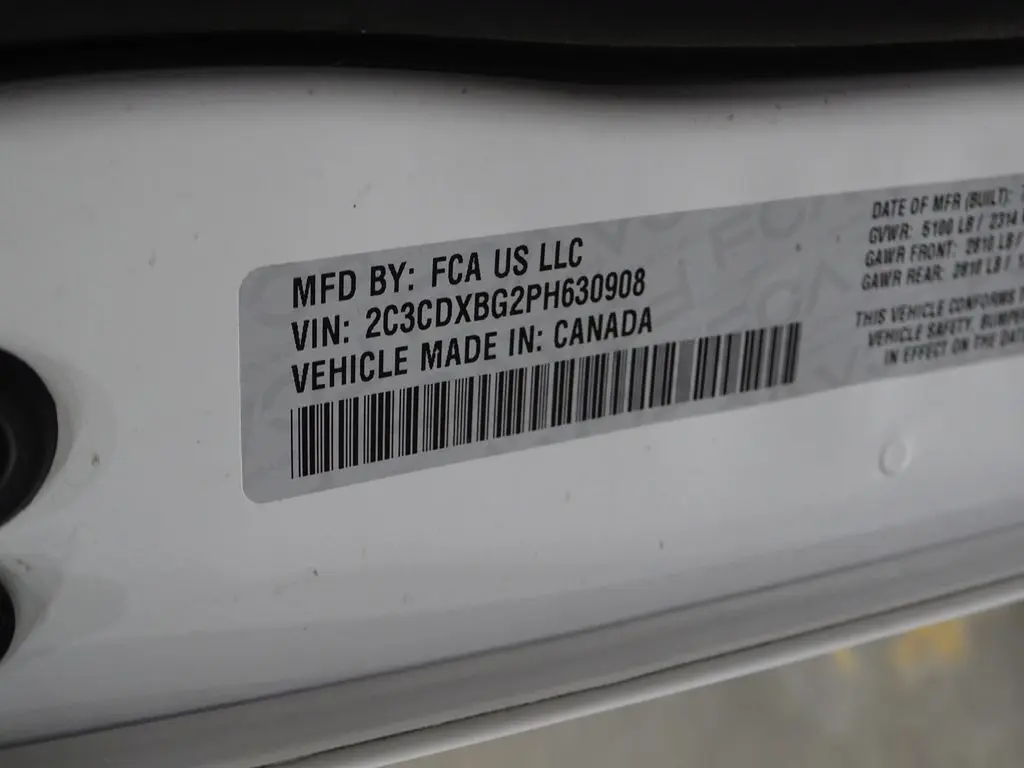 MFD BY: FCA US LLC
VIN: 2C3CDXBG2PH630908
VEHICLE MADE IN: CANADA
DATE OF MFR (BUILT):
GVWR: 5100 LB / 2314
GAWR FRONT: 2810 LB /
GAWR REAR: 2810 LB /
THIS VEHICLE CONFORMS
VEHICLE SAFETY, BUMPER
IN EFFECT ON THE